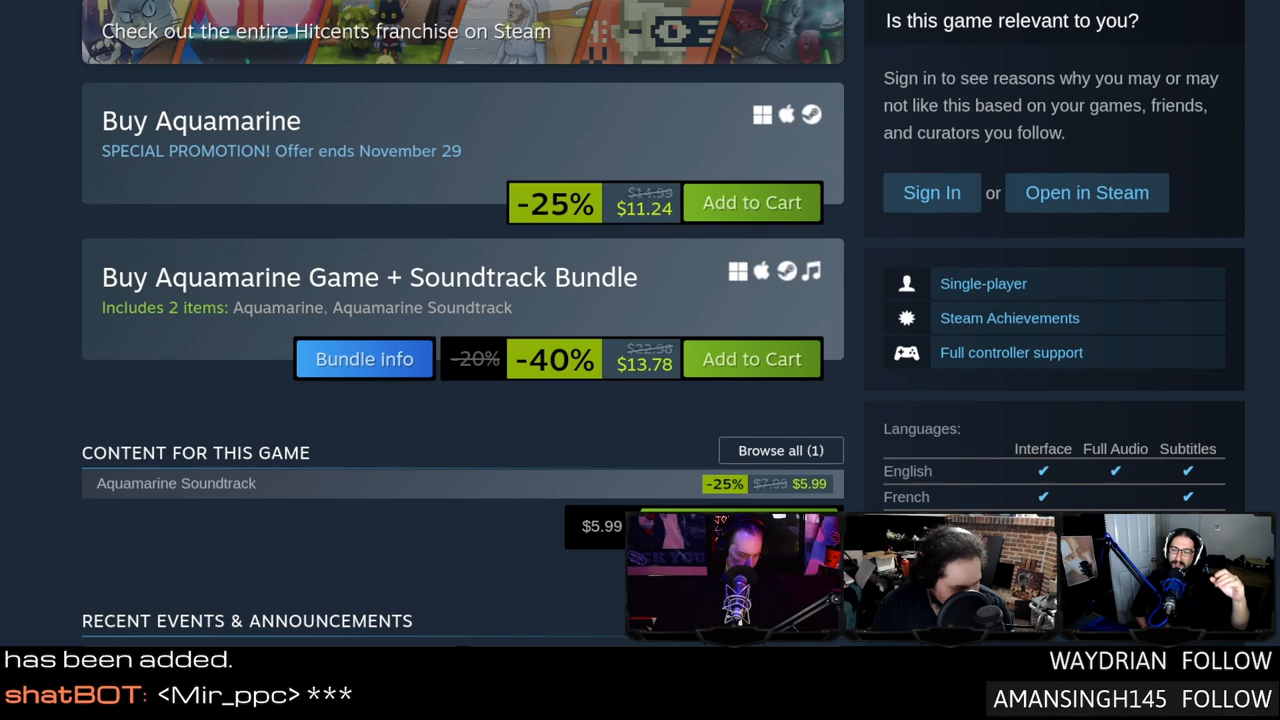 Check out the entire Hitcents franchise on Steam
Buy Aquamarine
SPECIAL PROMOTION! Offer ends November 29
-25% $14.99 $11.24 Add to Cart
Buy Aquamarine Game + Soundtrack Bundle
Includes 2 items: Aquamarine, Aquamarine Soundtrack
Bundle info -20% -40% $22.98 $13.78 Add to Cart
CONTENT FOR THIS GAME
Browse all (1)
Aquamarine Soundtrack -25% $7.99 $5.99
$5.99
RECENT EVENTS & ANNOUNCEMENTS
Is this game relevant to you?
Sign in to see reasons why you may or may
not like this based on your games, friends,
and curators you follow.
Sign In or Open in Steam
Single-player
Steam Achievements
Full controller support
Languages:
Interface Full Audio Subtitles
English ✔ ✔ ✔
French ✔ ✔
has been added.
shatBOT: <Mir_ppc> ***
WAYDRIAN FOLLOW
AMANSINGH145 FOLLOW